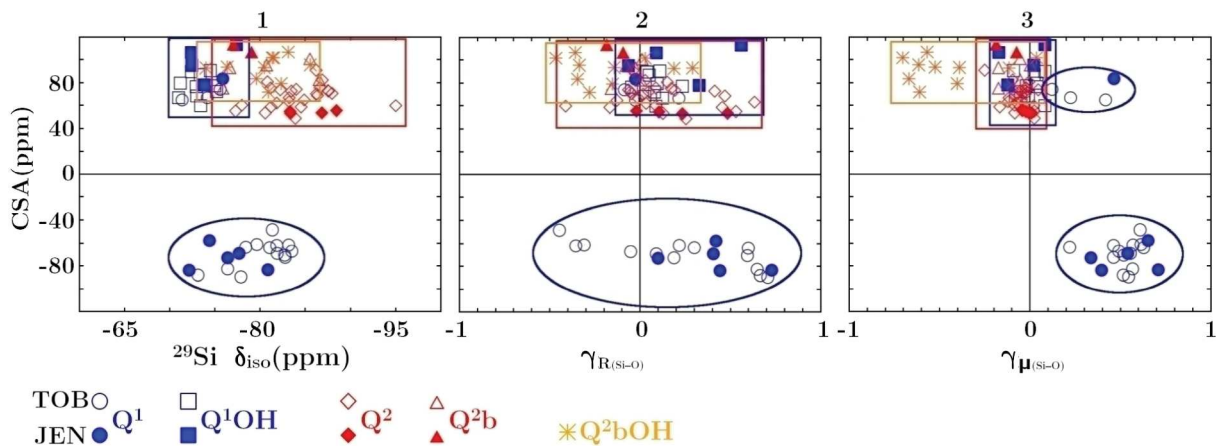 1 2 3
CSA(ppm)
80
40
0
-40
-80
-65 -80 -95 -1 0 1 -1 0 1
²⁹Si δiso(ppm) γR(Si–O) γμ(Si–O)
TOB
JEN
Q¹ Q¹OH Q² Q²b Q²bOH